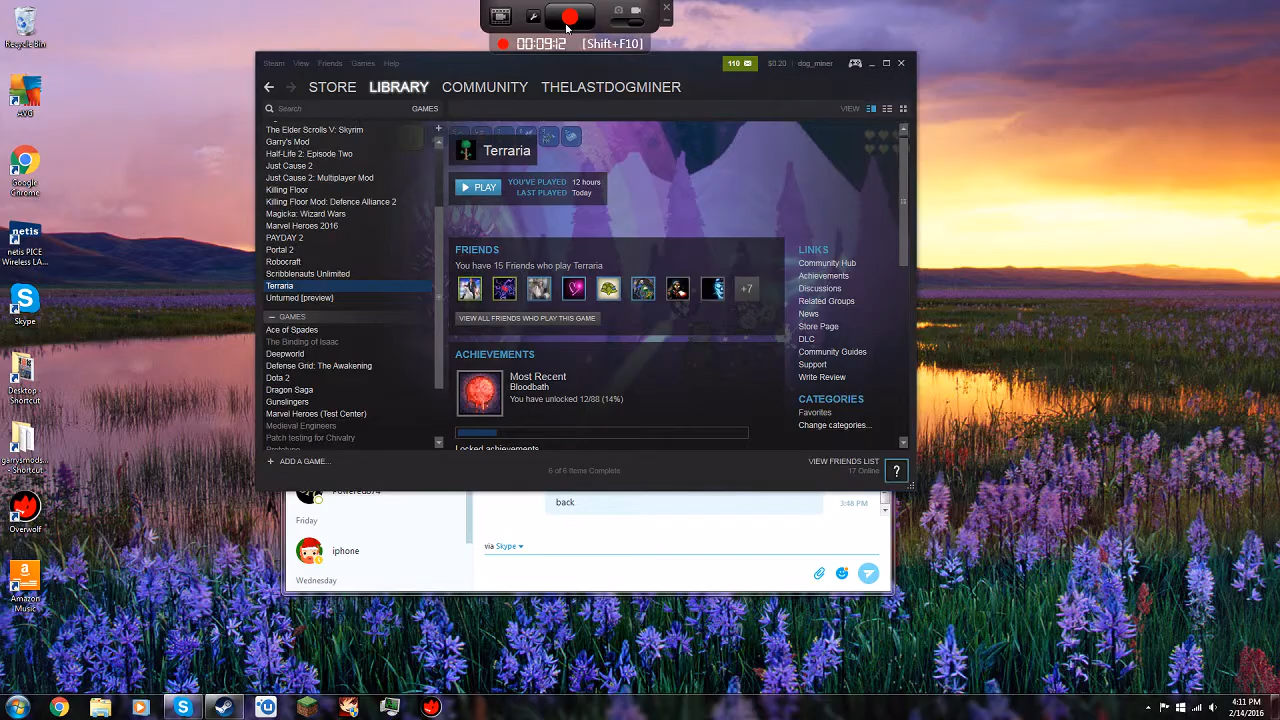 Recycle Bin
AVG
Google
Chrome
netis
netis PICE
Wireless LA...
Skype
Desktop
- Shortcut
- Shortcut
Overwolf
Amazon
Music
00:09:12 [Shift+F10]
Steam View Friends Games Help
110 $0.20 dog_miner
STORE LIBRARY COMMUNITY THELASTDOGMINER
Search GAMES VIEW
The Elder Scrolls V: Skyrim
Garry's Mod
Half-Life 2: Episode Two
Just Cause 2
Just Cause 2: Multiplayer Mod
Killing Floor
Killing Floor Mod: Defence Alliance 2
Magicka: Wizard Wars
Marvel Heroes 2016
PAYDAY 2
Portal 2
Robocraft
Scribblenauts Unlimited
Terraria
Unturned [preview]
GAMES
Ace of Spades
The Binding of Isaac
Deepworld
Defense Grid: The Awakening
Dota 2
Dragon Saga
Gunslingers
Marvel Heroes (Test Center)
Medieval Engineers
Patch testing for Chivalry
Prototype
+ ADD A GAME...
Terraria
PLAY
YOU'VE PLAYED 12 hours
LAST PLAYED Today
FRIENDS
You have 15 Friends who play Terraria
+7
VIEW ALL FRIENDS WHO PLAY THIS GAME
ACHIEVEMENTS
Most Recent
Bloodbath
You have unlocked 12/88 (14%)
Locked achievements
LINKS
Community Hub
Achievements
Discussions
Related Groups
News
Store Page
DLC
Community Guides
Support
Write Review
CATEGORIES
Favorites
Change categories...
6 of 6 Items Complete
VIEW FRIENDS LIST
17 Online
?
Friday
iphone
Wednesday
back
3:48 PM
via Skype
4:11 PM
2/14/2016